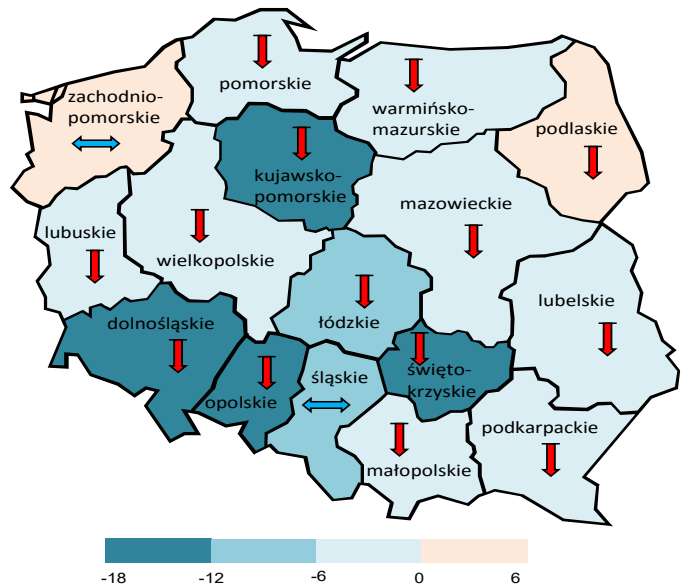 pomorskie
zachodnio-
pomorskie
warmińsko-
mazurskie
podlaskie
kujawsko-
pomorskie
mazowieckie
lubuskie
wielkopolskie
lubelskie
dolnośląskie
łódzkie
święto-
krzyskie
śląskie
opolskie
podkarpackie
małopolskie
-18 -12 -6 0 6